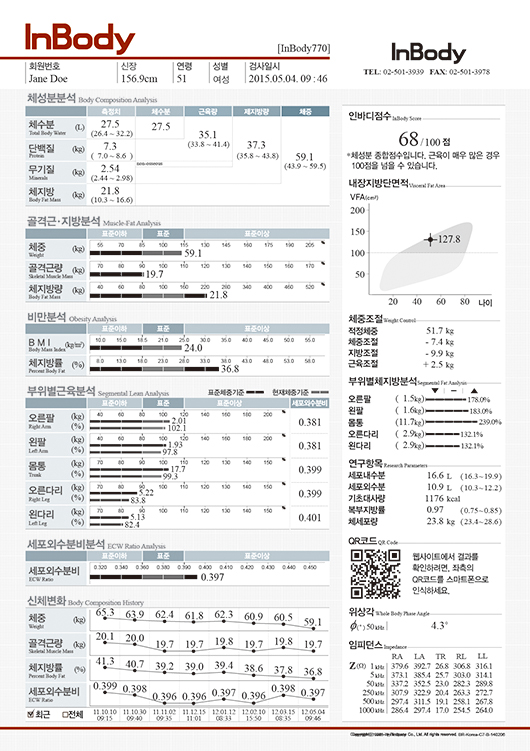 InBody
[InBody770]
InBody
TEL: 02-501-3939 FAX: 02-501-3978
회원번호 신장 연령 성별 검사일시
Jane Doe 156.9cm 51 여성 2015.05.04. 09 : 46
체성분분석 Body Composition Analysis
측정치 체수분 근육량 제지방량 체중
체수분 Total Body Water (L) 27.5 (26.4 ~ 32.2) 27.5 35.1 (33.8 ~ 41.4) 37.3 (35.8 ~ 43.8) 59.1 (43.9 ~ 59.5)
단백질 Protein (kg) 7.3 ( 7.0 ~ 8.6 )
무기질 Minerals (kg) 2.54 (2.44 ~ 2.98) non-osseous
체지방 Body Fat Mass (kg) 21.8 (10.3 ~ 16.6)
골격근·지방분석 Muscle-Fat Analysis
표준이하 표준 표준이상
체중 Weight (kg) 55 70 85 100 115 130 145 160 175 190 205 %
59.1
골격근량 Skeletal Muscle Mass (kg) 70 80 90 100 110 120 130 140 150 160 170 %
19.7
체지방량 Body Fat Mass (kg) 40 60 80 100 160 220 280 340 400 460 520 %
21.8
비만분석 Obesity Analysis
표준이하 표준 표준이상
B M I Body Mass Index (kg/m²) 10.0 15.0 18.5 21.0 25.0 30.0 35.0 40.0 45.0 50.0 55.0
24.0
체지방률 Percent Body Fat (%) 8.0 13.0 18.0 23.0 28.0 33.0 38.0 43.0 48.0 53.0 58.0
36.8
부위별근육분석 Segmental Lean Analysis 표준체중기준 현재체중기준
표준이하 표준 표준이상 세포외수분비
오른팔 Right Arm (kg) (%) 40 60 80 100 120 140 160 180 200 %
2.01
102.1
0.381
왼팔 Left Arm (kg) (%) 40 60 80 100 120 140 160 180 200 %
1.93
97.8
0.381
몸통 Trunk (kg) (%) 70 80 90 100 110 120 130 140 150 %
17.7
99.3
0.399
오른다리 Right Leg (kg) (%) 70 80 90 100 110 120 130 140 150 %
5.22
83.8
0.399
왼다리 Left Leg (kg) (%) 70 80 90 100 110 120 130 140 150 %
5.13
82.4
0.401
세포외수분비분석 ECW Ratio Analysis
표준이하 표준 표준이상
세포외수분비 ECW Ratio 0.320 0.340 0.360 0.380 0.390 0.400 0.410 0.420 0.430 0.440 0.450
0.397
신체변화 Body Composition History
체중 Weight (kg) 65.3 63.9 62.4 61.8 62.3 60.9 60.5 59.1
골격근량 Skeletal Muscle Mass (kg) 20.1 20.0 19.7 19.7 19.8 19.7 19.8 19.7
체지방률 Percent Body Fat (%) 41.3 40.7 39.2 39.0 39.4 38.6 37.8 36.8
세포외수분비 ECW Ratio 0.399 0.398 0.396 0.396 0.397 0.396 0.398 0.397
최근 전체 11.10.10 09:15 11.10.30 09:40 11.11.02 09:35 11.12.15 11:01 12.01.12 08:33 12.02.10 15:50 12.03.15 08:35 12.05.04 09:46
인바디점수 InBody Score
68/100 점
*체성분 종합점수입니다. 근육이 매우 많은 경우
100점을 넘을 수 있습니다.
내장지방단면적 Visceral Fat Area
VFA(cm²)
200
150
127.8
100
50
20 40 60 80 나이
체중조절 Weight Control
적정체중 51.7 kg
체중조절 - 7.4 kg
지방조절 - 9.9 kg
근육조절 + 2.5 kg
부위별체지방분석 Segmental Fat Analysis
오른팔 ( 1.5kg) 178.0%
왼팔 ( 1.6kg) 183.0%
몸통 (11.7kg) 239.0%
오른다리 ( 2.9kg) 132.1%
왼다리 ( 2.9kg) 132.1%
연구항목 Research Parameters
세포내수분 16.6 L (16.3~19.9)
세포외수분 10.9 L (10.3~12.2)
기초대사량 1176 kcal
복부지방률 0.97 (0.75~0.85)
체세포량 23.8 kg (23.4~28.6)
QR코드 QR Code
웹사이트에서 결과를
확인하려면, 좌측의
QR코드를 스마트폰으로
인식하세요.
위상각 Whole Body Phase Angle
ϕ(°) 50kHz 4.3°
임피던스 Impedance
RA LA TR RL LL
Z(Ω) 1 kHz 379.6 392.7 26.8 306.8 316.1
5 kHz 373.1 385.4 25.7 303.0 314.1
50 kHz 337.2 352.5 23.0 282.3 289.8
250 kHz 307.9 322.9 20.4 263.3 272.7
500 kHz 297.4 311.5 19.1 258.1 267.8
1000 kHz 286.4 297.4 17.0 254.5 264.0